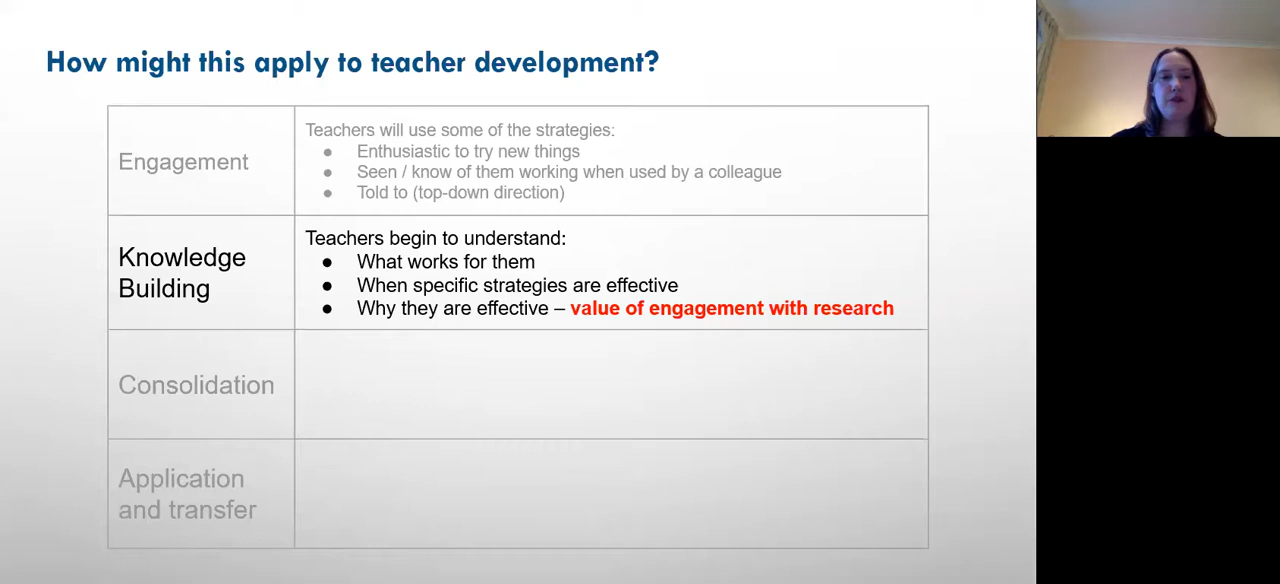 How might this apply to teacher development?
Engagement
Teachers will use some of the strategies:
● Enthusiastic to try new things
● Seen / know of them working when used by a colleague
● Told to (top-down direction)
Knowledge
Building
Teachers begin to understand:
● What works for them
● When specific strategies are effective
● Why they are effective – value of engagement with research
Consolidation
Application
and transfer